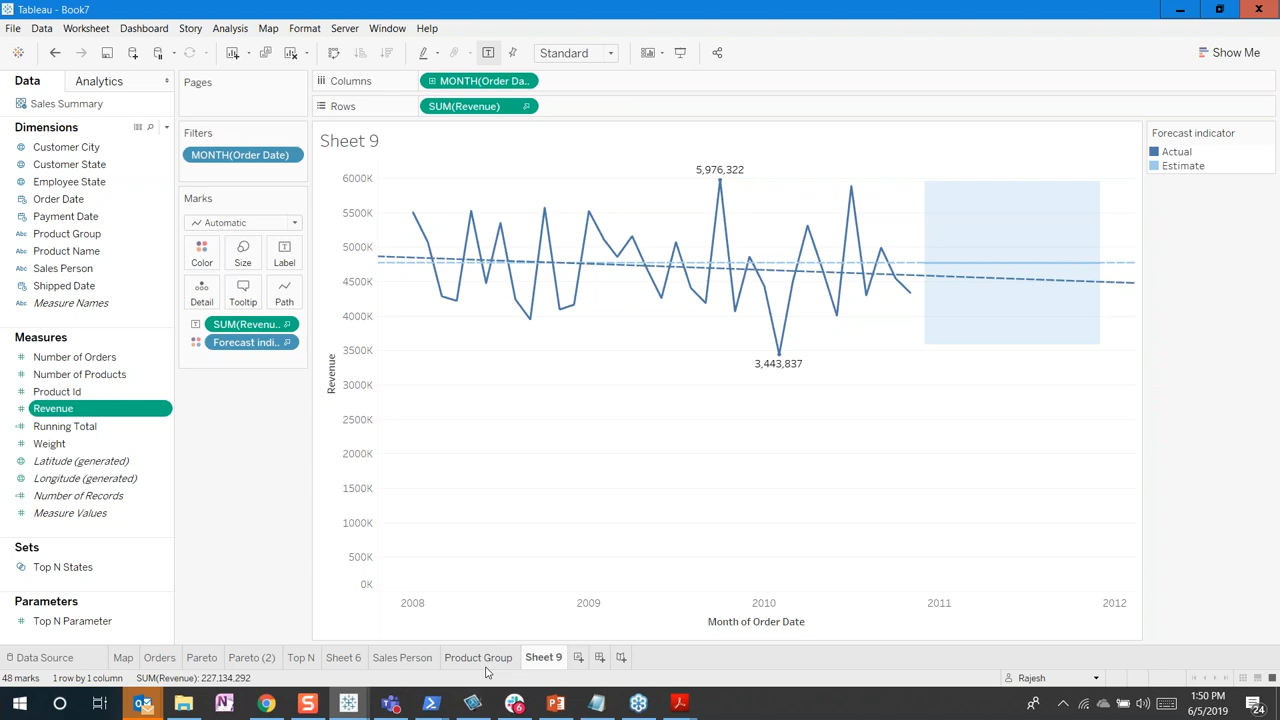 Tableau - Book7
File Data Worksheet Dashboard Story Analysis Map Format Server Window Help
Standard
Show Me
Data Analytics
Sales Summary
Dimensions
Customer City
Customer State
Employee State
Order Date
Payment Date
Abc Product Group
Abc Product Name
Abc Sales Person
Shipped Date
Abc Measure Names
Measures
# Number of Orders
# Number of Products
# Product Id
# Revenue
Running Total
# Weight
Latitude (generated)
Longitude (generated)
Number of Records
# Measure Values
Sets
Top N States
Parameters
# Top N Parameter
Pages
Filters
MONTH(Order Date)
Marks
Automatic
Color Size Label
Detail Tooltip Path
SUM(Revenu..
Forecast indi..
Columns MONTH(Order Da..
Rows SUM(Revenue)
Sheet 9
5,976,322
3,443,837
Revenue
6000K
5500K
5000K
4500K
4000K
3500K
3000K
2500K
2000K
1500K
1000K
500K
0K
2008 2009 2010 2011 2012
Month of Order Date
Forecast indicator
Actual
Estimate
Data Source Map Orders Pareto Pareto (2) Top N Sheet 6 Sales Person Product Group Sheet 9
48 marks 1 row by 1 column SUM(Revenue): 227,134,292
Rajesh
1:50 PM
6/5/2019
24